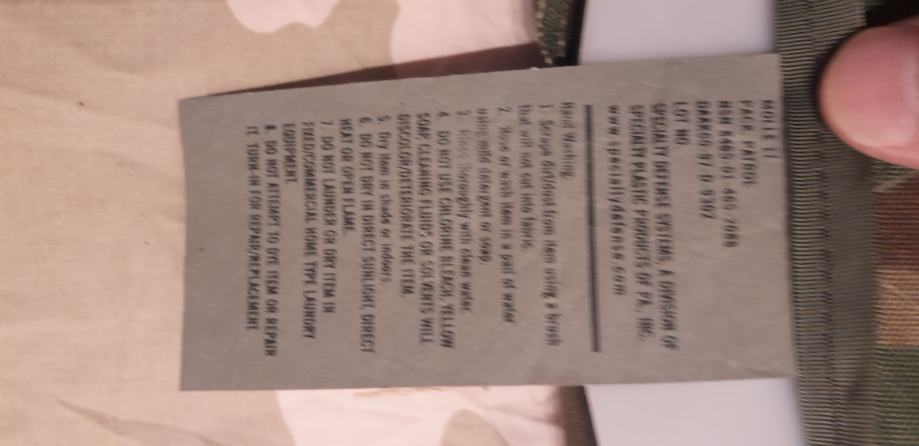 MOLLE II
PACK, PATROL
NSN 8465-01-465-2088
LOT NO
SPECIALTY DEFENSE SYSTEMS, A DIVISION OF
SPECIALTY PLASTIC PRODUCTS OF PA., INC.
www.specialtydefense.com
Hand Washing
1. Scrape dirt/dust from item using a brush
that will not cut into fabric.
2. Hose or wash item in a pail of water
using mild detergent or soap
3. Rinse thoroughly with clean water.
4. DO NOT USE CHLORINE BLEACH, YELLOW
SOAP CLEANING FLUIDS OR SOLVENTS WILL
DISCOLOR/DETERIORATE THE ITEM.
5 Dry item in shade or indoors.
6. DO NOT DRY IN DIRECT SUNLIGHT, DIRECT
HEAT OR OPEN FLAME.
7. DO NOT LAUNDER OR DRY ITEM IN
FIXED/COMMERCIAL HOME TYPE LAUNDRY
EQUIPMENT.
8. DO NOT ATTEMPT TO DYE ITEM OR REPAIR
IT. TURN-IN FOR REPAIR/REPLACEMENT